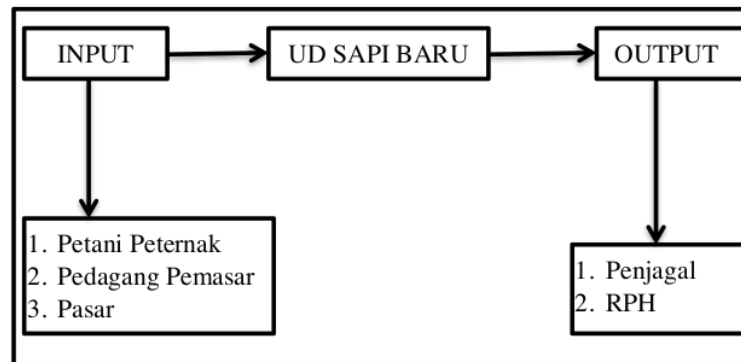 INPUT
UD SAPI BARU
OUTPUT
1. Petani Peternak
2. Pedagang Pemasar
3. Pasar
1. Penjagal
2. RPH